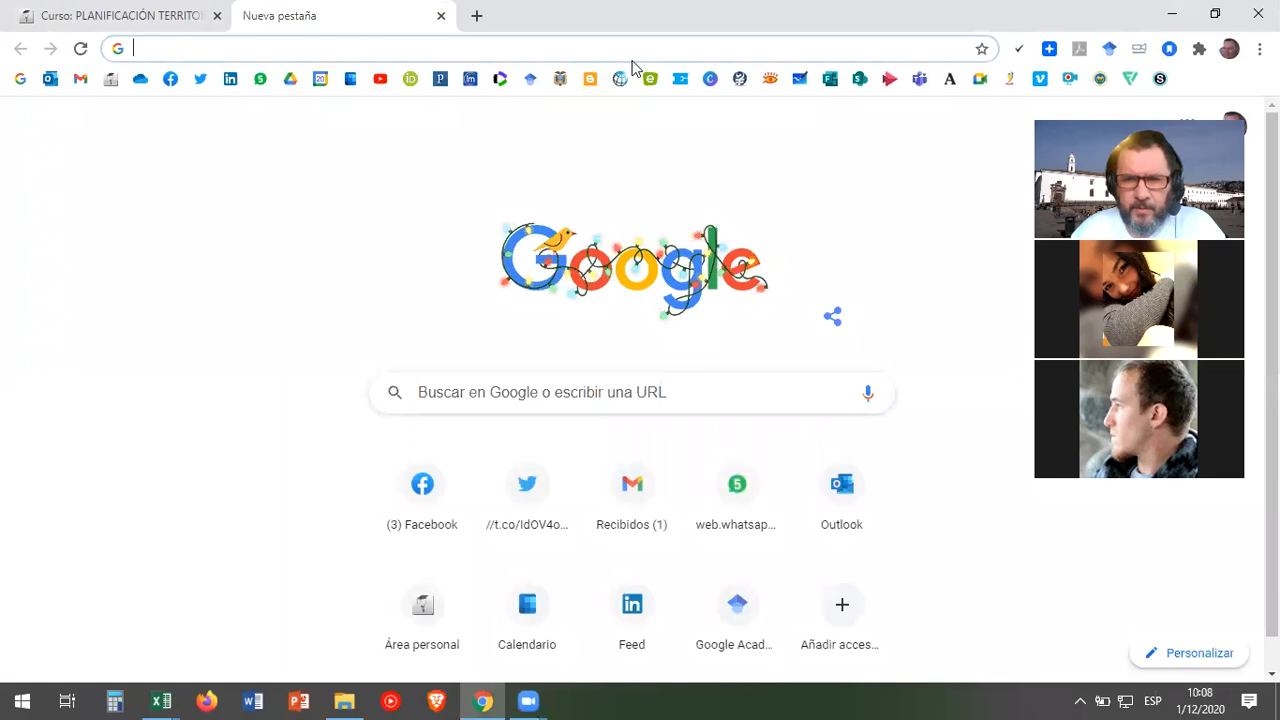 Curso: PLANIFICACIÓN TERRITO
Nueva pestaña
Google
Buscar en Google o escribir una URL
(3) Facebook
//t.co/IdOV4o...
Recibidos (1)
web.whatsap...
Outlook
Área personal
Calendario
Feed
Google Acad...
Añadir acces...
Personalizar
ESP
10:08
1/12/2020